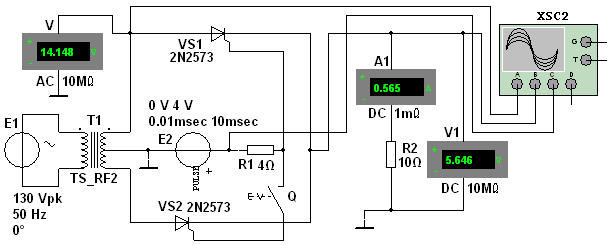 XSC2
V
14.148 V
AC 10MΩ
VS1
2N2573
G
T
A B C D
A1
0.565 A
DC 1mΩ
E1
T1
TS_RF2
0 V 4 V
0.01msec 10msec
E2
PULSE
+
R1 4Ω
R2
10Ω
V1
5.646
DC 10MΩ
130 Vpk
50 Hz
0°
VS2 2N2573
Q